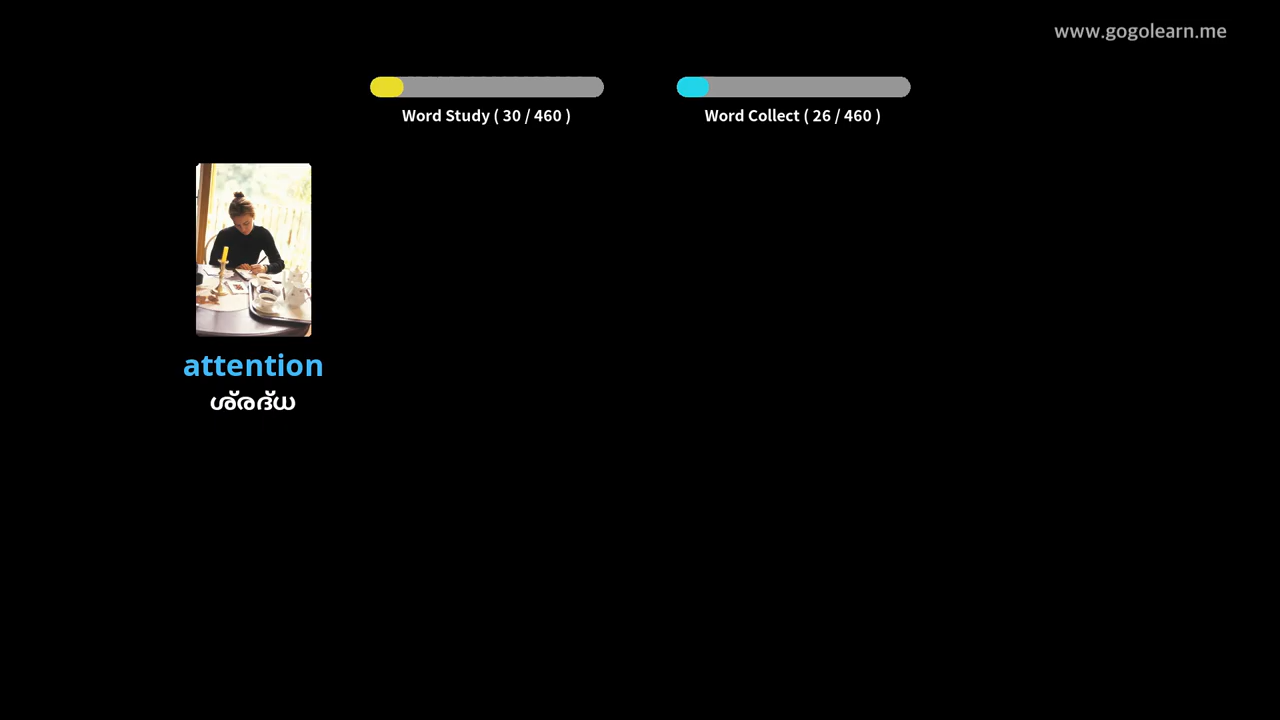 www.gogolearn.me
Word Study ( 30 / 460 )
Word Collect ( 26 / 460 )
attention
ശ്രദ്ധ